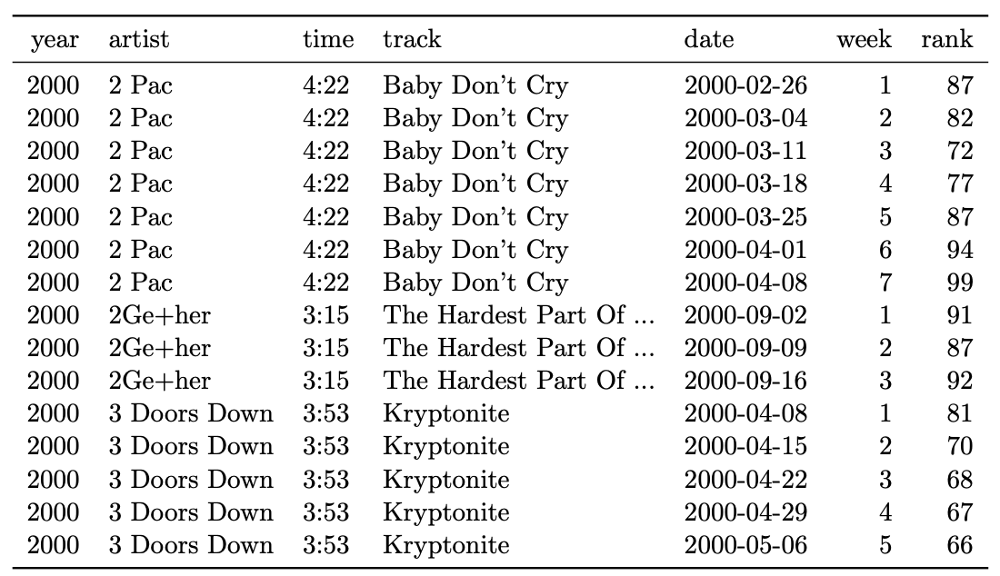 year artist time track date week rank
2000 2 Pac 4:22 Baby Don't Cry 2000-02-26 1 87
2000 2 Pac 4:22 Baby Don't Cry 2000-03-04 2 82
2000 2 Pac 4:22 Baby Don't Cry 2000-03-11 3 72
2000 2 Pac 4:22 Baby Don't Cry 2000-03-18 4 77
2000 2 Pac 4:22 Baby Don't Cry 2000-03-25 5 87
2000 2 Pac 4:22 Baby Don't Cry 2000-04-01 6 94
2000 2 Pac 4:22 Baby Don't Cry 2000-04-08 7 99
2000 2Ge+her 3:15 The Hardest Part Of ... 2000-09-02 1 91
2000 2Ge+her 3:15 The Hardest Part Of ... 2000-09-09 2 87
2000 2Ge+her 3:15 The Hardest Part Of ... 2000-09-16 3 92
2000 3 Doors Down 3:53 Kryptonite 2000-04-08 1 81
2000 3 Doors Down 3:53 Kryptonite 2000-04-15 2 70
2000 3 Doors Down 3:53 Kryptonite 2000-04-22 3 68
2000 3 Doors Down 3:53 Kryptonite 2000-04-29 4 67
2000 3 Doors Down 3:53 Kryptonite 2000-05-06 5 66